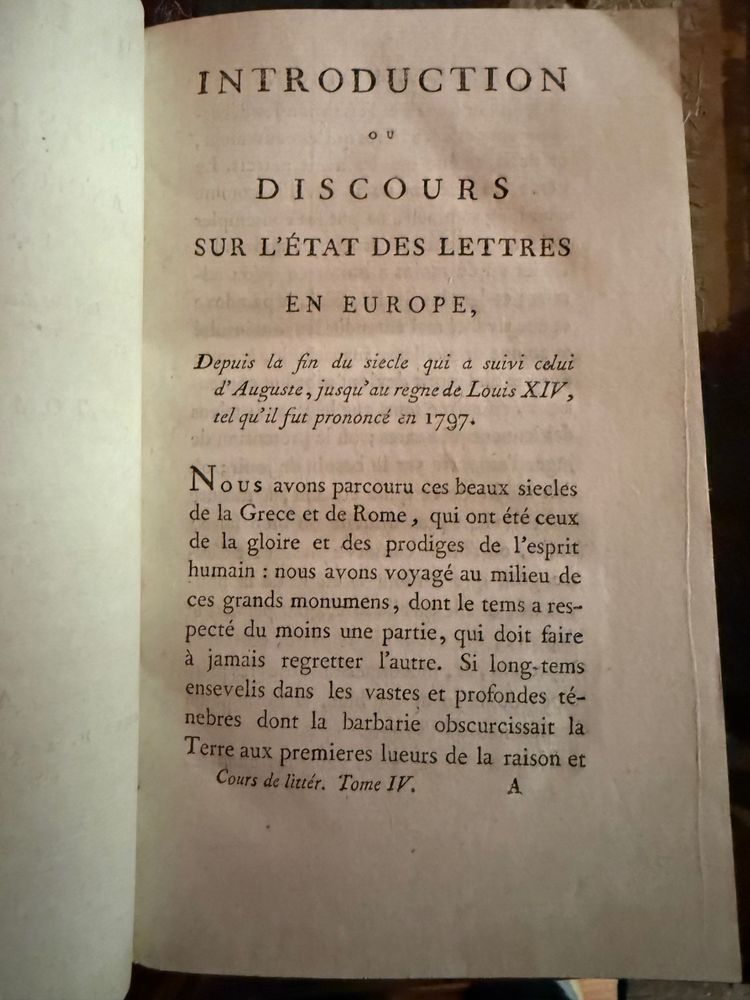 INTRODUCTION
OU
DISCOURS
SUR L'ÉTAT DES LETTRES
EN EUROPE,
Depuis la fin du siecle qui a suivi celui
d'Auguste, jusqu'au regne de Louis XIV,
tel qu'il fut prononcé en 1797.
Nous avons parcouru ces beaux siecles
de la Grece et de Rome, qui ont été ceux
de la gloire et des prodiges de l'esprit
humain : nous avons voyagé au milieu de
ces grands monumens, dont le tems a res-
pecté du moins une partie, qui doit faire
à jamais regretter l'autre. Si long-tems
ensevelis dans les vastes et profondes té-
nebres dont la barbarie obscurcissait la
Terre aux premieres lueurs de la raison et
Cours de littér. Tome IV. A